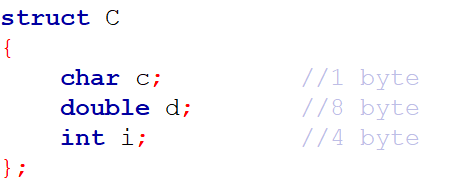 struct C
{
    char c;         //1 byte
    double d;       //8 byte
    int i;          //4 byte
};